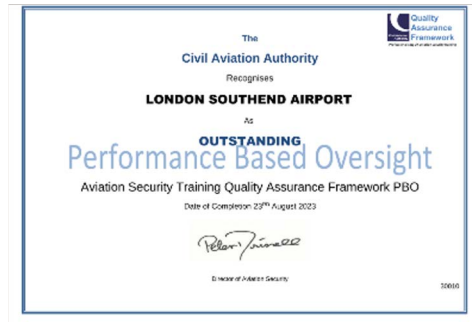 Quality
Assurance
Framework
The
Civil Aviation Authority
Recognises
LONDON SOUTHEND AIRPORT
As
OUTSTANDING
Performance Based Oversight
Aviation Security Training Quality Assurance Framework PBO
Date of Completion 23RD August 2023
Director of Aviation Security